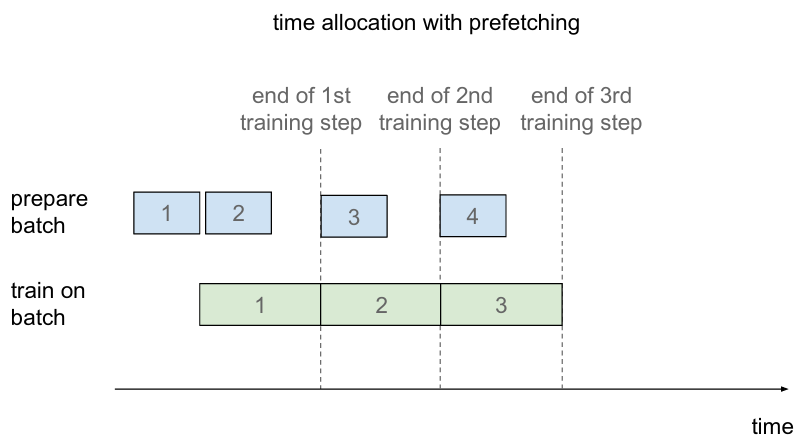 time allocation with prefetching
end of 1st
training step
end of 2nd
training step
end of 3rd
training step
prepare
batch
1
2
3
4
train on
batch
1
2
3
time